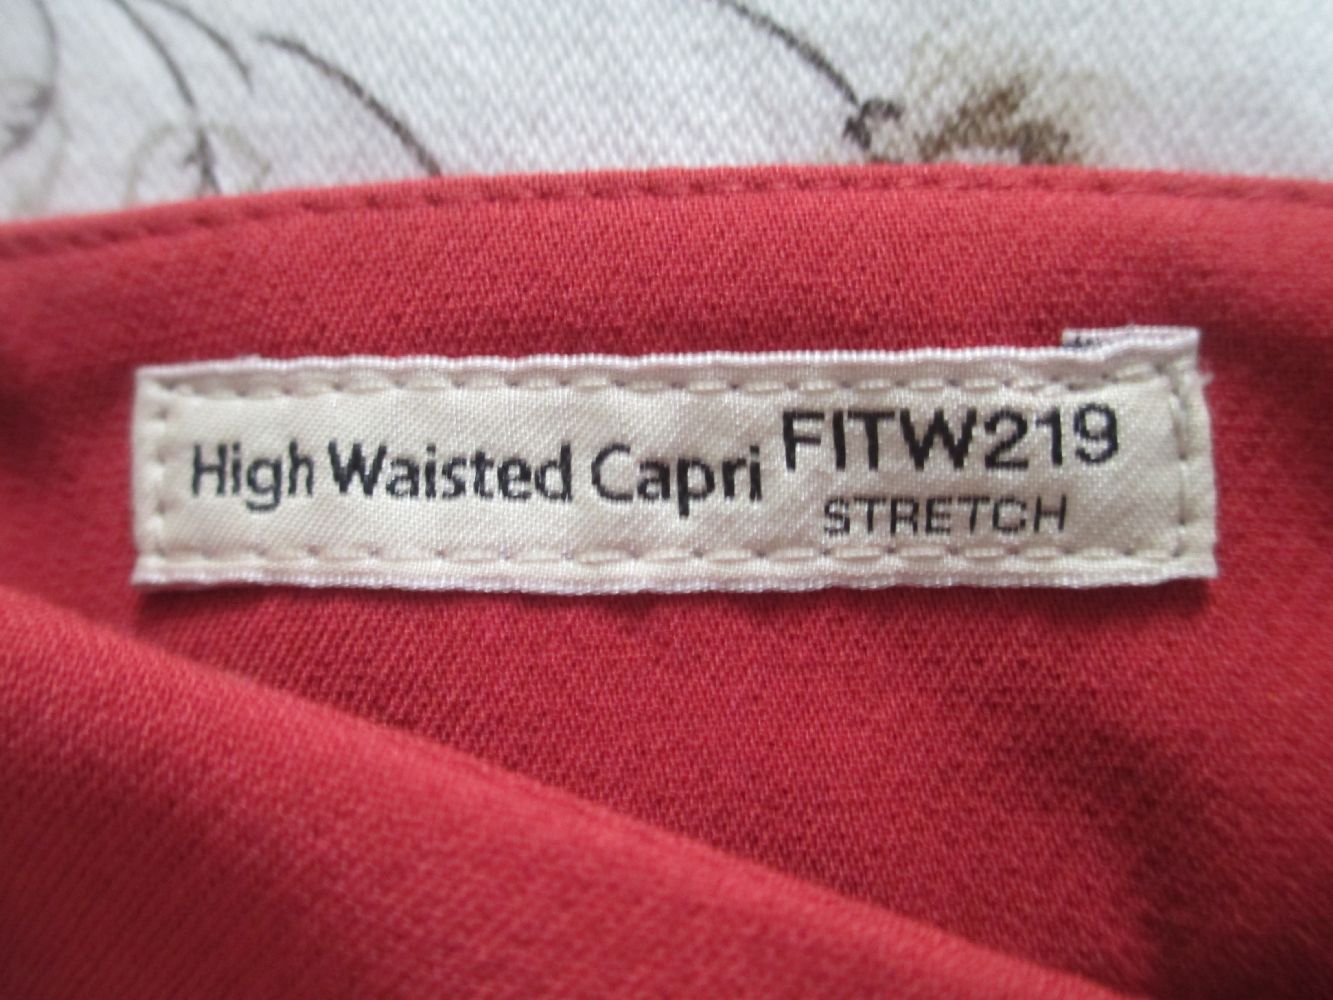 High Waisted Capri FITW219
STRETCH